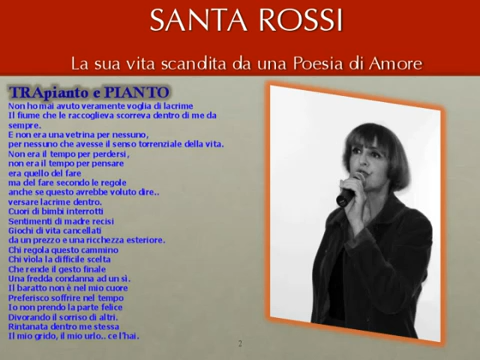 SANTA ROSSI
La sua vita scandita da una Poesia di Amore
TRApianto e PIANTO
Non ho mai avuto veramente voglia di lacrime
Il fiume che le raccoglieva scorreva dentro di me da
sempre.
E non era una vetrina per nessuno,
per nessuno che avesse il senso torrenziale della vita.
Non era il tempo per perdersi,
non era il tempo per pensare
era quello del fare
ma del fare secondo le regole
anche se questo avrebbe voluto dire..
versare lacrime dentro.
Cuori di bimbi interrotti
Sentimenti di madre recisi
Giochi di vita cancellati
da un prezzo e una ricchezza esteriore.
Chi regola questo cammino
Chi viola la difficile scelta
Che rende il gesto finale
Una fredda condanna ad un sì.
Il baratto non è nel mio cuore
Preferisco soffrire nel tempo
Io non prendo la parte felice
Divorando il sorriso di altri.
Rintanata dentro me stessa
Il mio grido, il mio urlo.. ce l'hai.
2